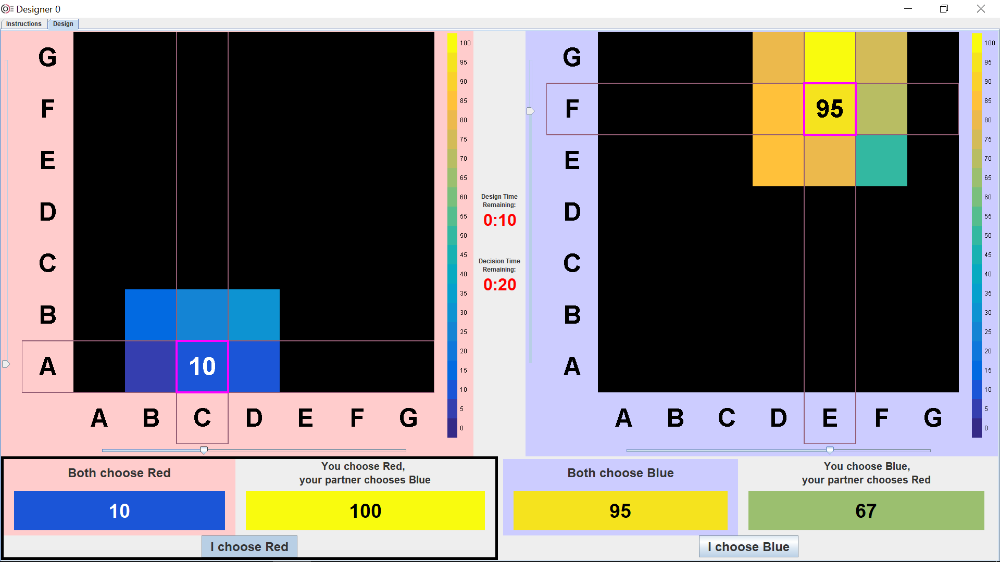 Designer 0
Instructions
Design
G
F
E
D
C
B
A
A B C D E F G
10
100
95
90
85
80
75
70
65
60
55
50
45
40
35
30
25
20
15
10
5
0
Design Time
Remaining:
0:10
Decision Time
Remaining:
0:20
G
F
E
D
C
B
A
A B C D E F G
95
100
95
90
85
80
75
70
65
60
55
50
45
40
35
30
25
20
15
10
5
0
Both choose Red
10
You choose Red,
your partner chooses Blue
100
I choose Red
Both choose Blue
95
You choose Blue,
your partner chooses Red
67
I choose Blue